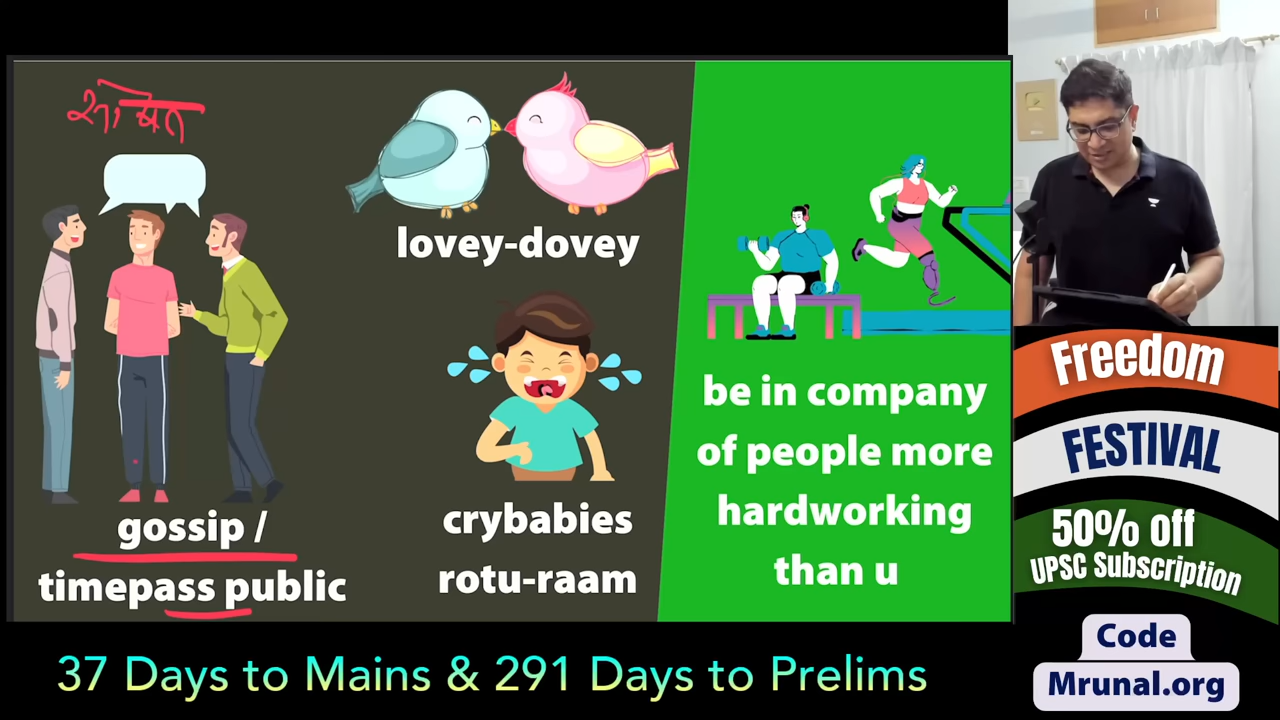 सोबत
lovey-dovey
gossip /
timepass public
crybabies
rotu-raam
be in company
of people more
hardworking
than u
Freedom
FESTIVAL
50% off
UPSC Subscription
Code
Mrunal.org
37 Days to Mains & 291 Days to Prelims